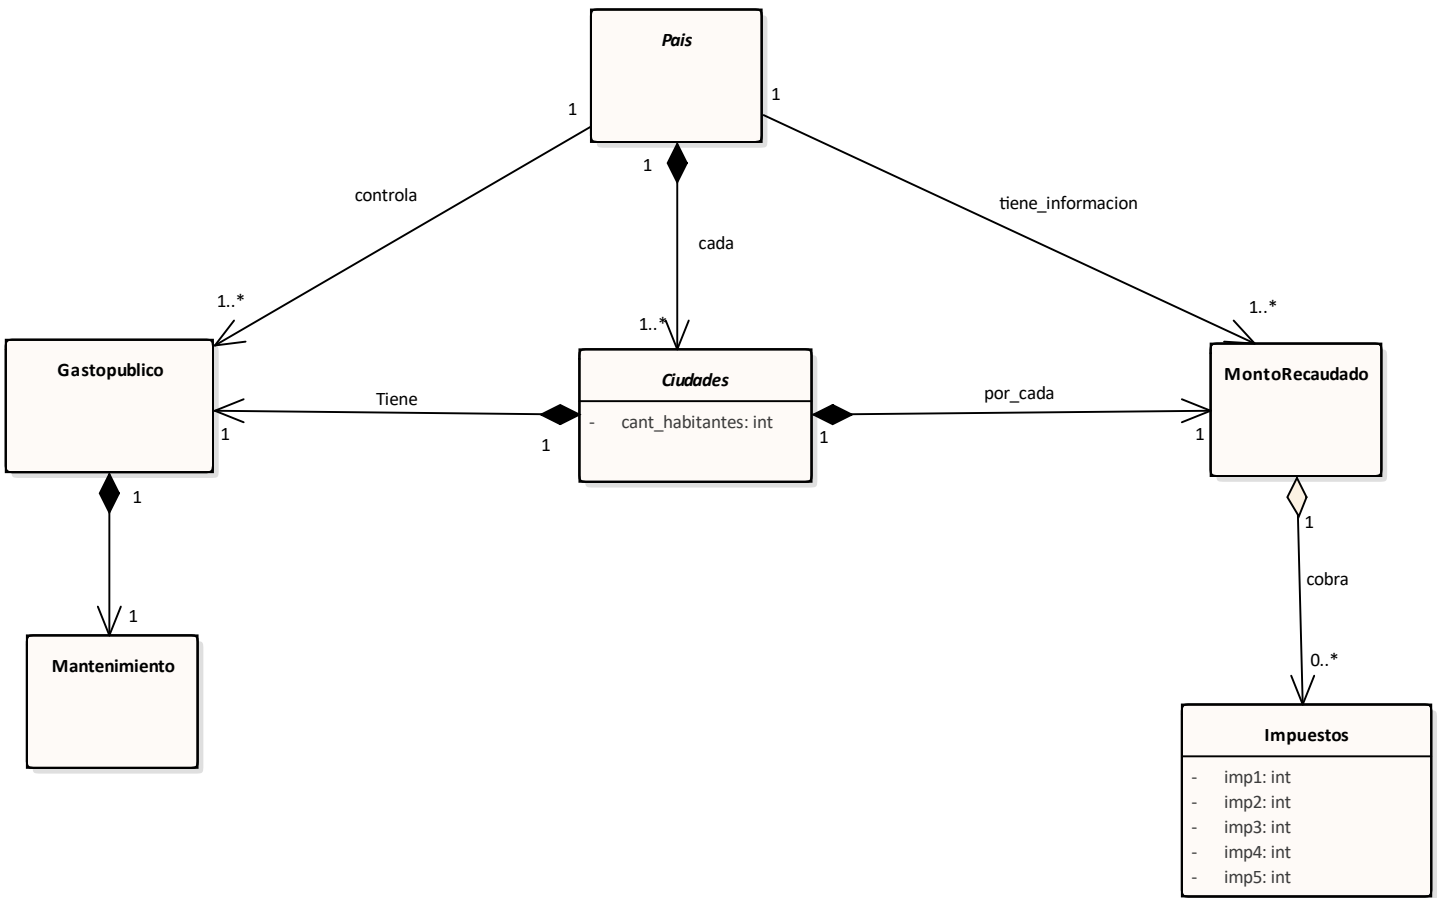 Pais
1
1
1
controla
tiene_informacion
cada
1..*
1..*
1..*
Gastopublico
Ciudades
MontoRecaudado
Tiene
por_cada
- cant_habitantes: int
1
1
1
1
1
1
cobra
1
0..*
Mantenimiento
Impuestos
- imp1: int
- imp2: int
- imp3: int
- imp4: int
- imp5: int